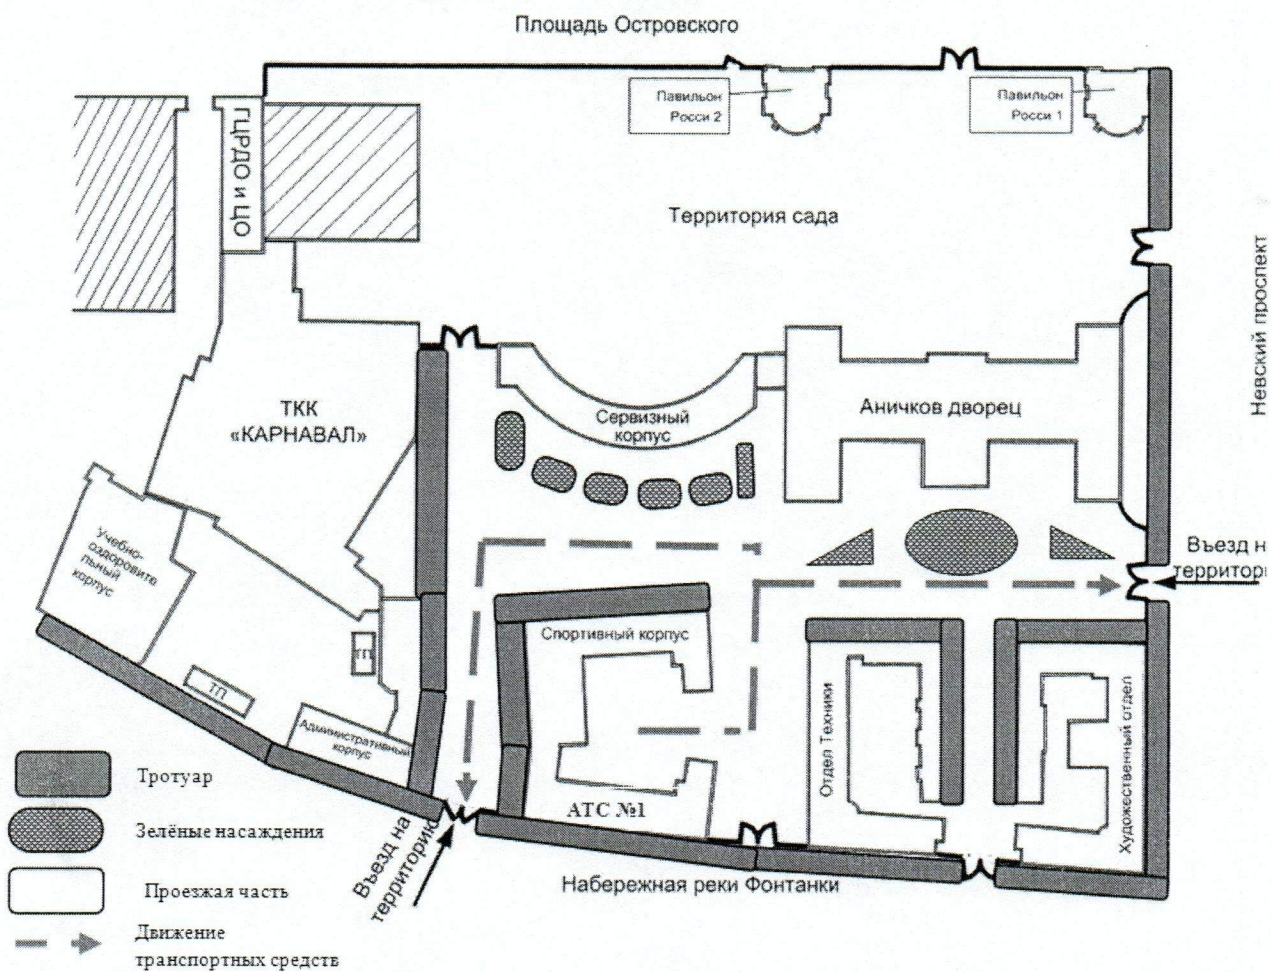 Площадь Островского
Павильон
Росси 2
Павильон
Росси 1
ГЦРДО и ЦО
Территория сада
Невский проспект
ТКК
«КАРНАВАЛ»
Сервизный
корпус
Аничков дворец
Учебно-
оздоровите
льный
корпус
Въезд н
территори
Спортивный корпус
ТП
ТП
Административный
корпус
Отдел Техники
Художественный отдел
АТС №1
Въезд на
территорик
Набережная реки Фонтанки
Тротуар
Зелёные насаждения
Проезжая часть
Движение
транспортных средств